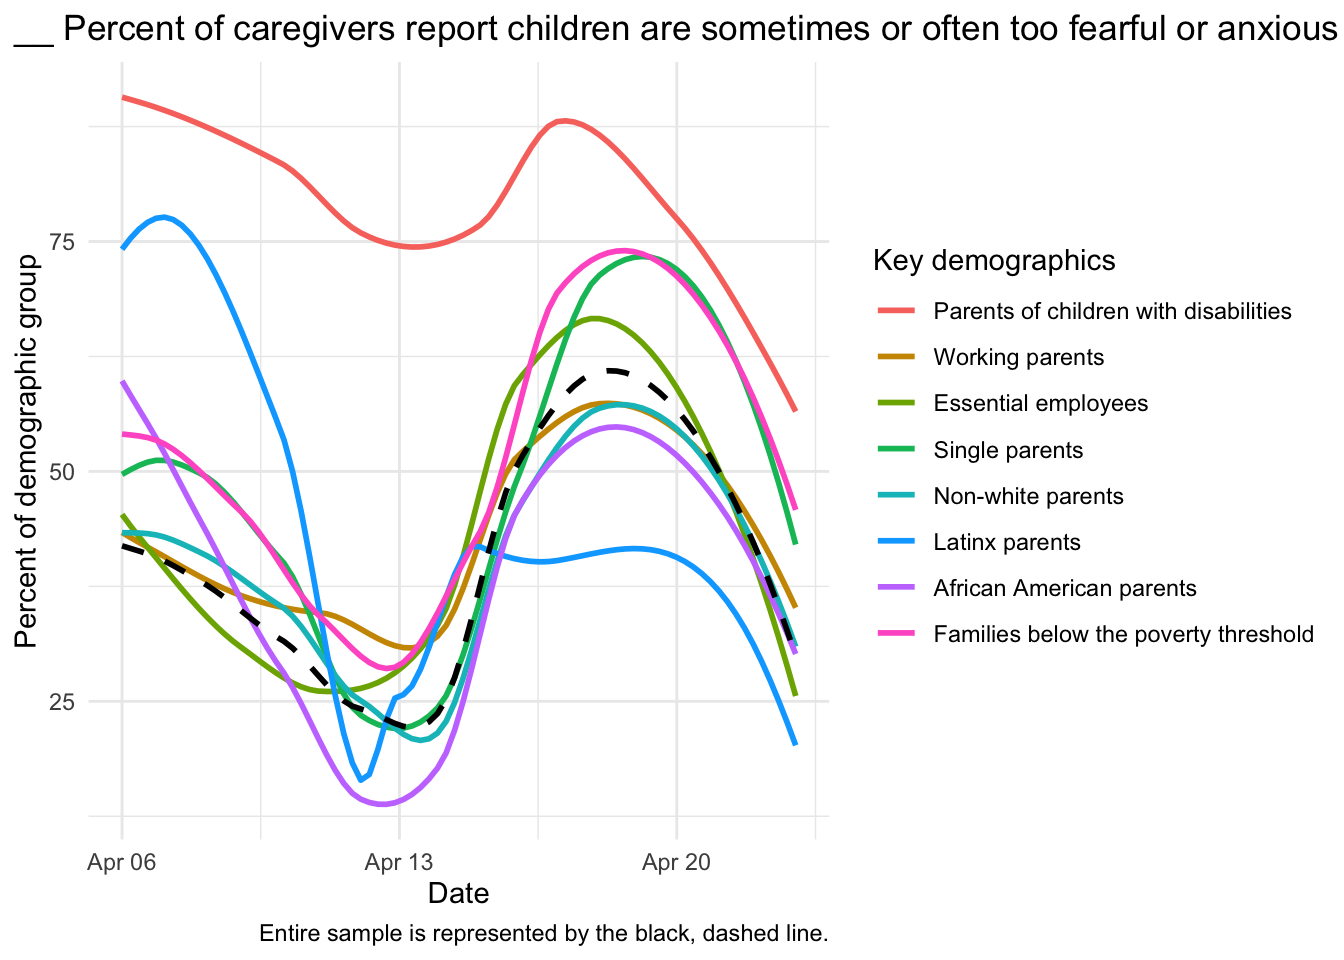 __ Percent of caregivers report children are sometimes or often too fearful or anxious
Percent of demographic group
75
50
25
Apr 06
Apr 13
Apr 20
Date
Key demographics
Parents of children with disabilities
Working parents
Essential employees
Single parents
Non-white parents
Latinx parents
African American parents
Families below the poverty threshold
Entire sample is represented by the black, dashed line.